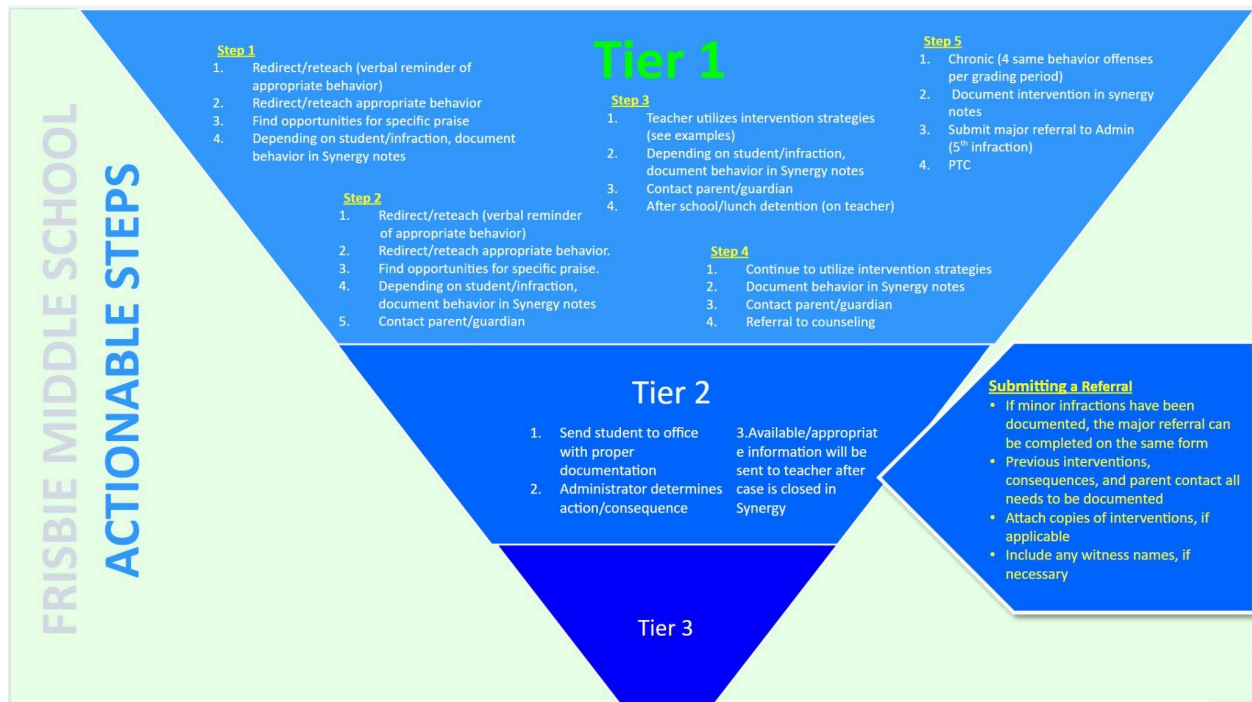 FRISBIE MIDDLE SCHOOL
ACTIONABLE STEPS
Tier 1
Step 1
1. Redirect/reteach (verbal reminder of
appropriate behavior)
2. Redirect/reteach appropriate behavior
3. Find opportunities for specific praise
4. Depending on student/infraction, document
behavior in Synergy notes
Step 2
1. Redirect/reteach (verbal reminder
of appropriate behavior)
2. Redirect/reteach appropriate behavior.
3. Find opportunities for specific praise.
4. Depending on student/infraction,
document behavior in Synergy notes
5. Contact parent/guardian
Step 3
1. Teacher utilizes intervention strategies
(see examples)
2. Depending on student/infraction,
document behavior in Synergy notes
3. Contact parent/guardian
4. After school/lunch detention (on teacher)
Step 4
1. Continue to utilize intervention strategies
2. Document behavior in Synergy notes
3. Contact parent/guardian
4. Referral to counseling
Step 5
1. Chronic (4 same behavior offenses
per grading period)
2. Document intervention in synergy
notes
3. Submit major referral to Admin
(5th infraction)
4. PTC
Tier 2
1. Send student to office
with proper
documentation
2. Administrator determines
action/consequence
3.Available/appropriat
e information will be
sent to teacher after
case is closed in
Synergy
Submitting a Referral
• If minor infractions have been
documented, the major referral can
be completed on the same form
• Previous interventions,
consequences, and parent contact all
needs to be documented
• Attach copies of interventions, if
applicable
• Include any witness names, if
necessary
Tier 3